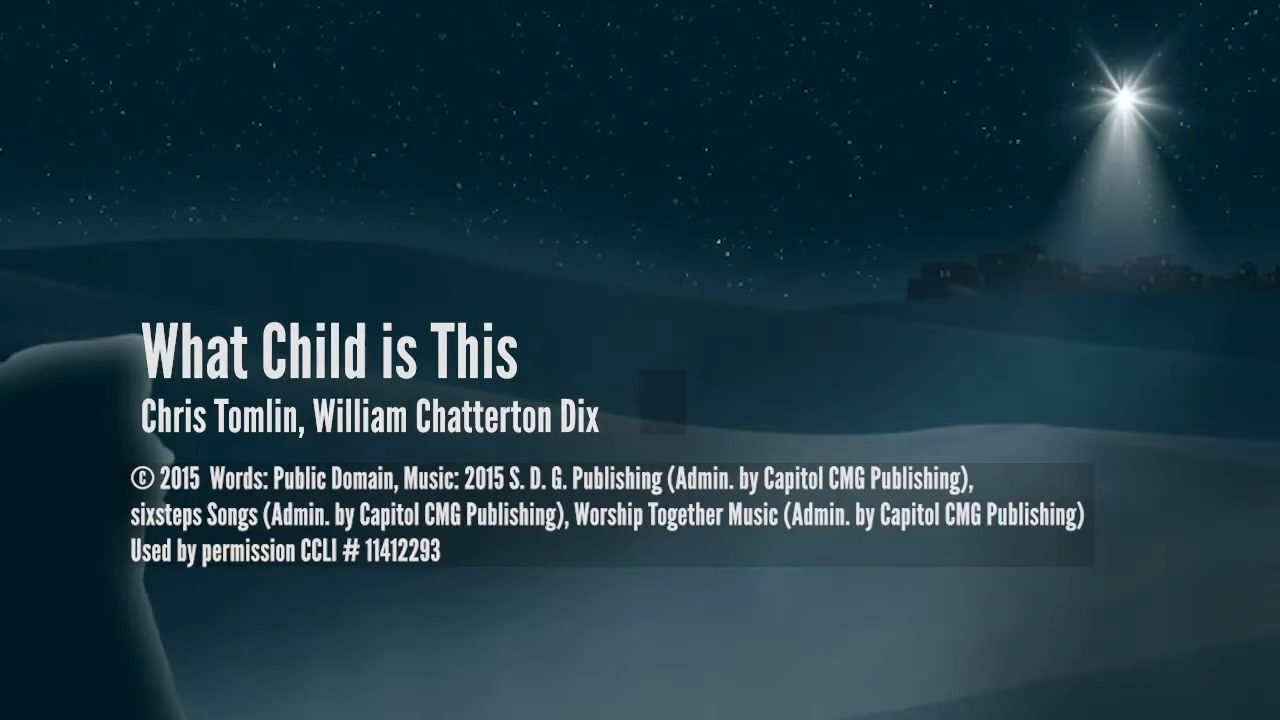 What Child is This
Chris Tomlin, William Chatterton Dix
© 2015  Words: Public Domain, Music: 2015 S. D. G. Publishing (Admin. by Capitol CMG Publishing),
sixsteps Songs (Admin. by Capitol CMG Publishing), Worship Together Music (Admin. by Capitol CMG Publishing)
Used by permission CCLI # 11412293